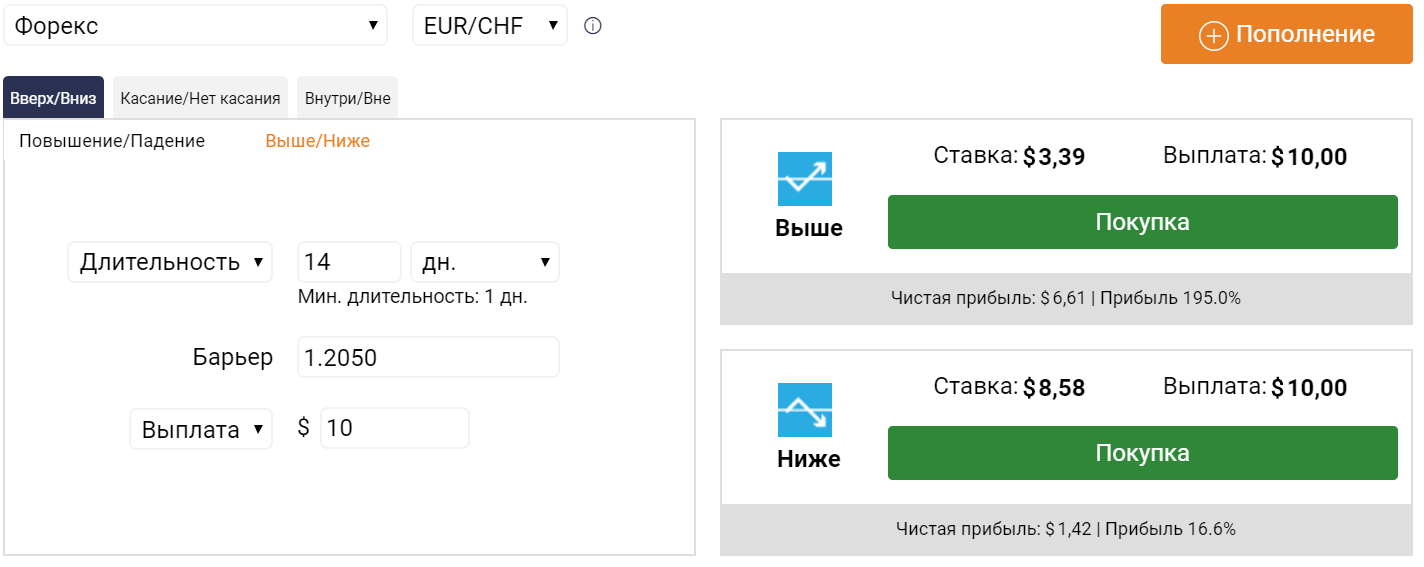 Форекс EUR/CHF
Пополнение
Вверх/Вниз Касание/Нет касания Внутри/Вне
Повышение/Падение Выше/Ниже
Длительность 14 дн.
Мин. длительность: 1 дн.
Барьер 1.2050
Выплата $ 10
Ставка: $3,39 Выплата: $10,00
Выше
Покупка
Чистая прибыль: $6,61 | Прибыль 195.0%
Ставка: $8,58 Выплата: $10,00
Ниже
Покупка
Чистая прибыль: $1,42 | Прибыль 16.6%